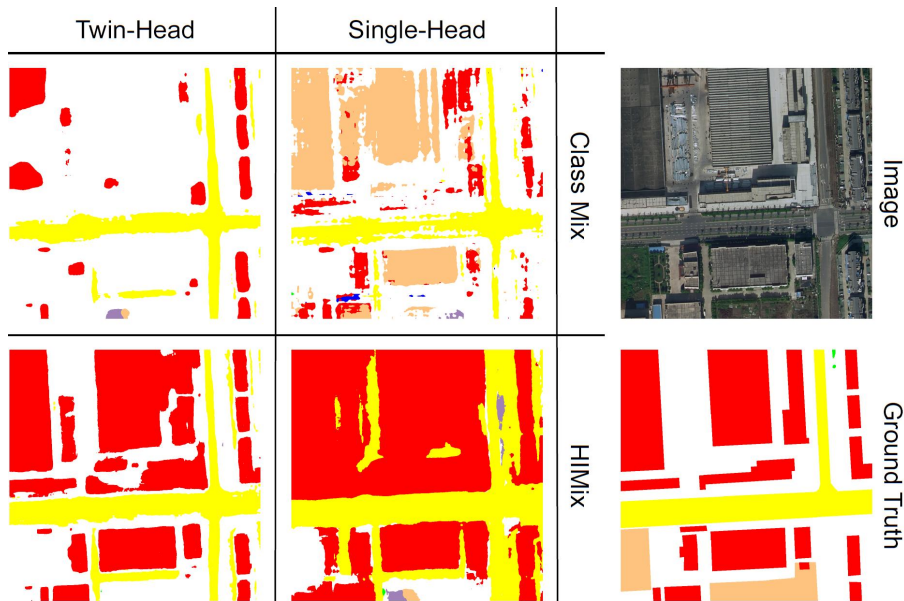 Twin-Head
Single-Head
Class Mix
Image
HIMix
Ground Truth